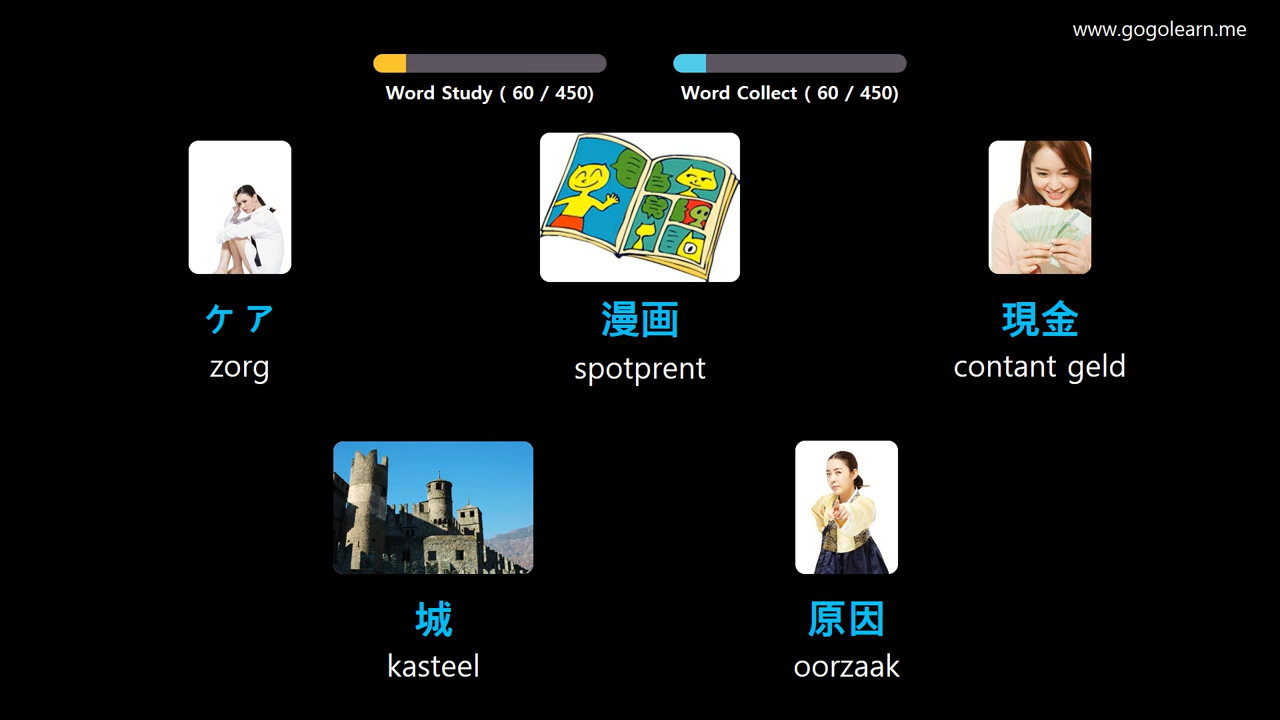 www.gogolearn.me
Word Study ( 60 / 450)
Word Collect ( 60 / 450)
ケア
zorg
漫画
spotprent
現金
contant geld
城
kasteel
原因
oorzaak